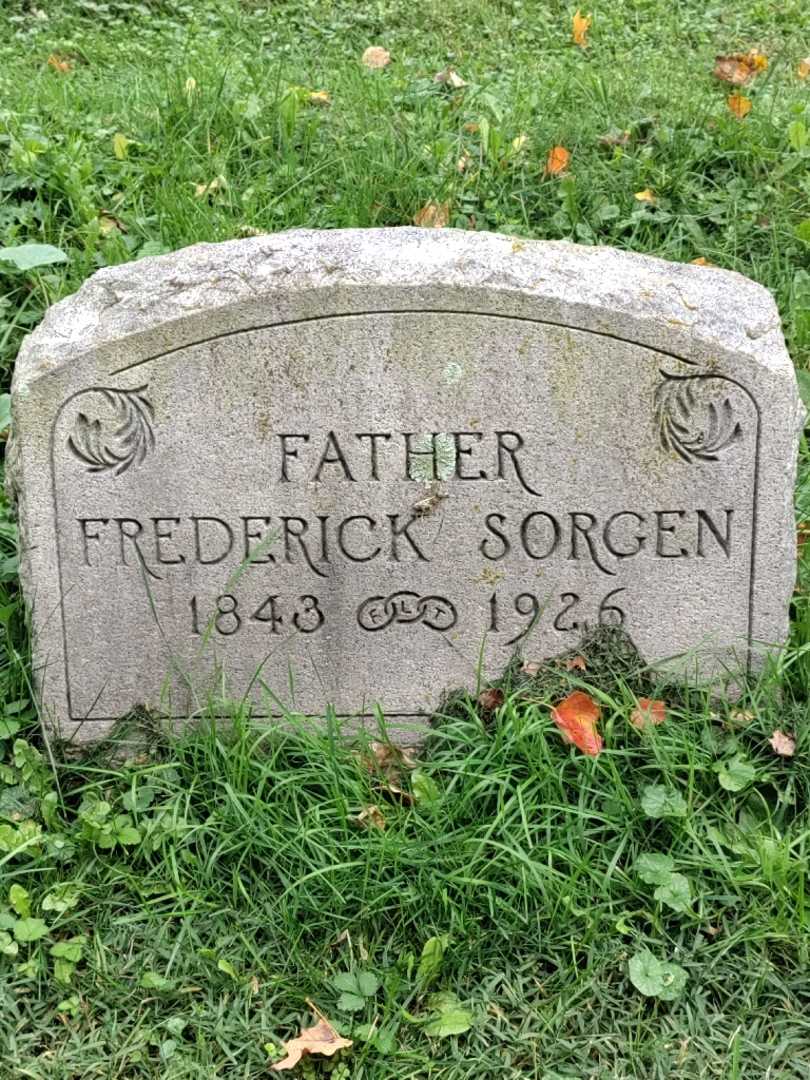 FATHER
FREDERICK SORGEN
1843 FLT 1926